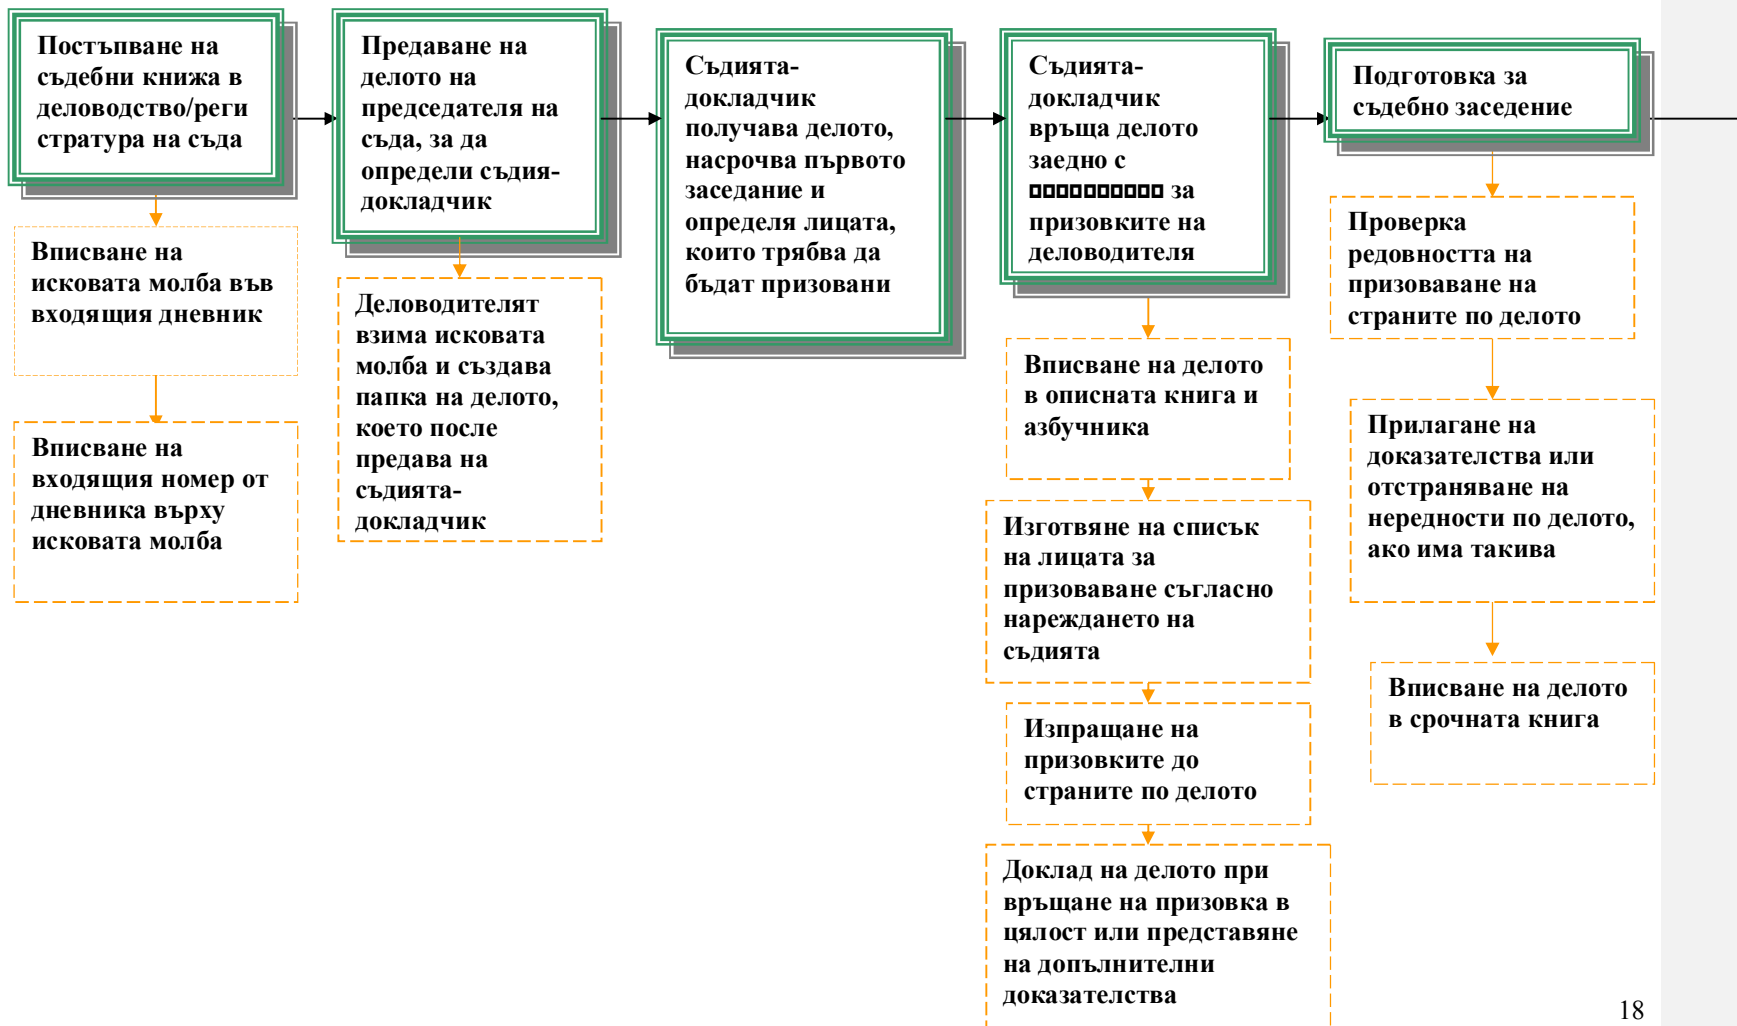 Постъпване на
съдебни книжа в
деловодство/реги
стратура на съда
Вписване на
исковата молба във
входящия дневник
Вписване на
входящия номер от
дневника върху
исковата молба
Предаване на
делото на
председателя на
съда, за да
определи съдия-
докладчик
Деловодителят
взима исковата
молба и създава
папка на делото,
което после
предава на
съдията-
докладчик
Съдията-
докладчик
получава делото,
насрочва първото
заседание и
определя лицата,
които трябва да
бъдат призовани
Съдията-
докладчик
връща делото
заедно с
за
призовките на
деловодителя
Вписване на делото
в описната книга и
азбучника
Изготвяне на списък
на лицата за
призоваване съгласно
нареждането на
съдията
Изпращане на
призовките до
страните по делото
Доклад на делото при
връщане на призовка в
цялост или представяне
на допълнителни
доказателства
Подготовка за
съдебно заседение
Проверка
редовността на
призоваване на
страните по делото
Прилагане на
доказателства или
отстраняване на
нередности по делото,
ако има такива
Вписване на делото
в срочната книга
18